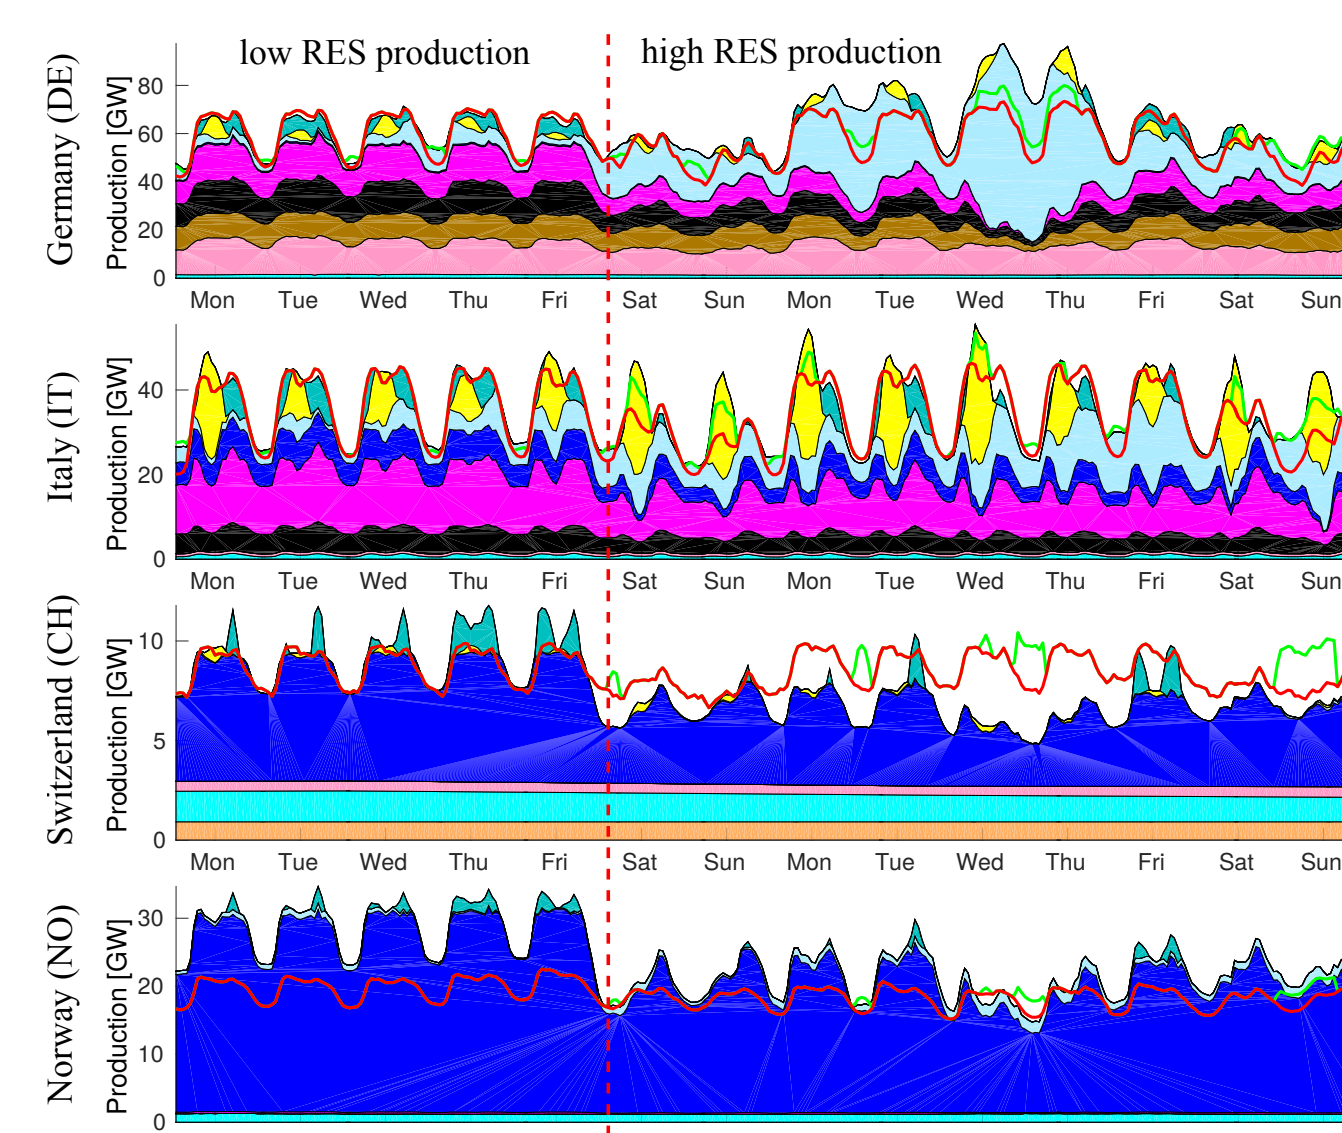 low RES production
high RES production
Germany (DE)
Production [GW]
80
60
40
20
0
Mon Tue Wed Thu Fri Sat Sun Mon Tue Wed Thu Fri Sat Sun
Italy (IT)
Production [GW]
40
20
0
Mon Tue Wed Thu Fri Sat Sun Mon Tue Wed Thu Fri Sat Sun
Switzerland (CH)
Production [GW]
10
5
0
Mon Tue Wed Thu Fri Sat Sun Mon Tue Wed Thu Fri Sat Sun
Norway (NO)
Production [GW]
30
20
10
0